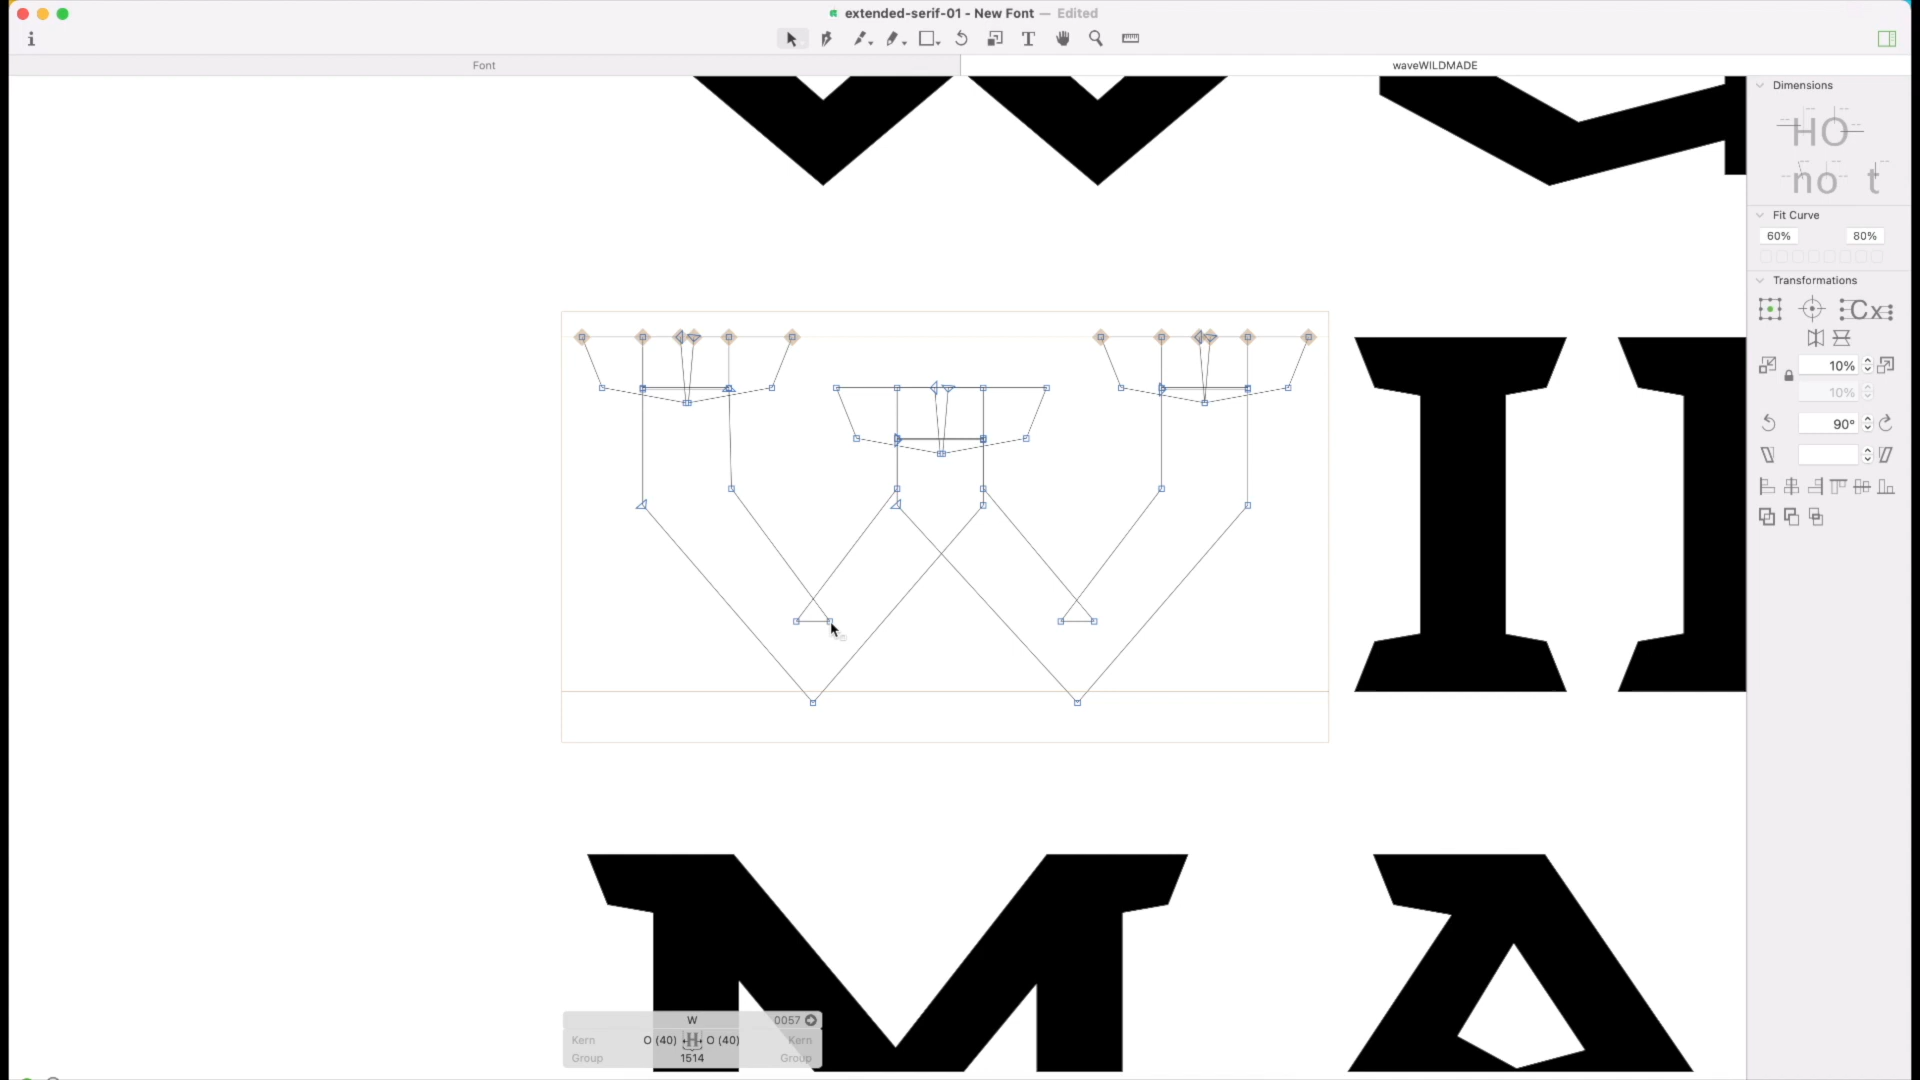 extended-serif-01 - New Font — Edited
Font
waveWILDMADE
Dimensions
HO
no t
Fit Curve
60% 80%
Transformations
Cx
10%
10%
90°
I
M A
W 0057
Kern O (40) H O (40) Kern
Group 1514 Group